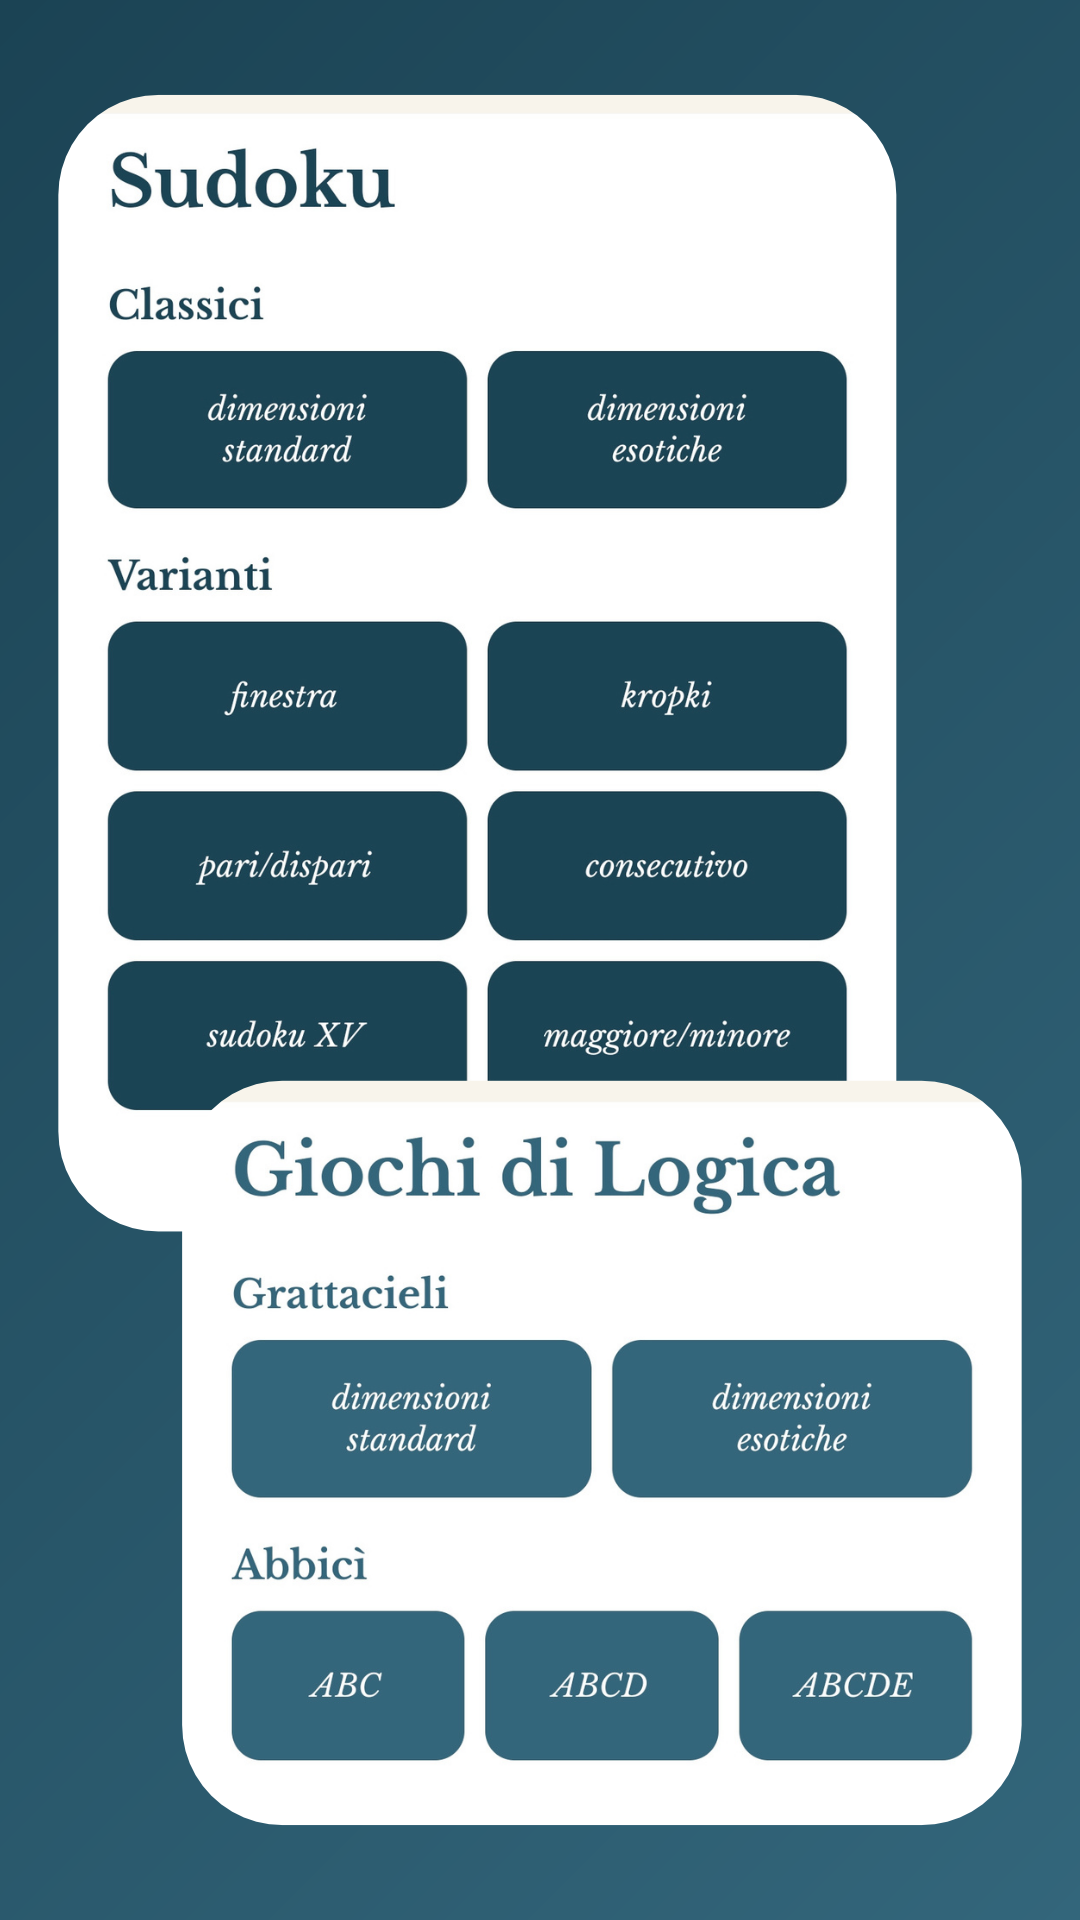 Sudoku
Classici
dimensioni
standard
dimensioni
esotiche
Varianti
finestra
kropki
pari/dispari
consecutivo
sudoku XV
maggiore/minore
Giochi di Logica
Grattacieli
dimensioni
standard
dimensioni
esotiche
Abbicì
ABC
ABCD
ABCDE